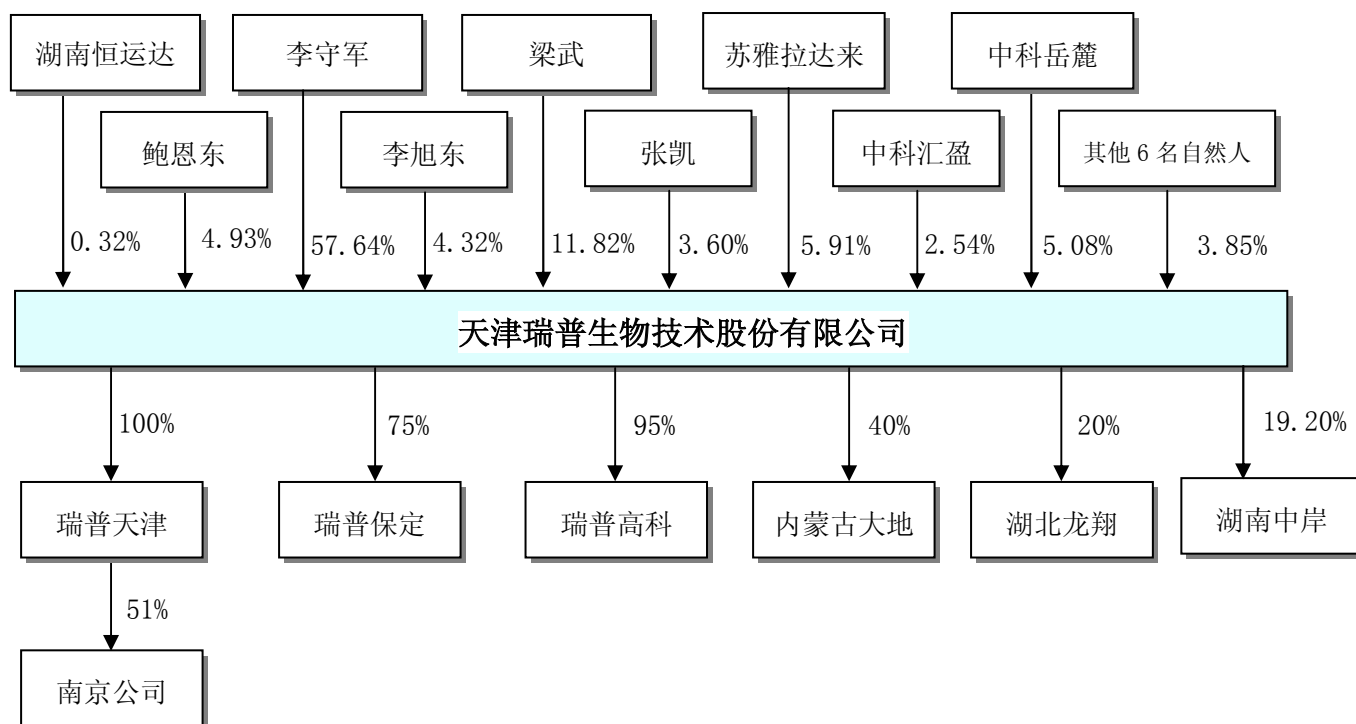 湖南恒运达
李守军
梁武
苏雅拉达来
中科岳麓
鲍恩东
李旭东
张凯
中科汇盈
其他 6 名自然人
0.32%
4.93%
57.64%
4.32%
11.82%
3.60%
5.91%
2.54%
5.08%
3.85%
天津瑞普生物技术股份有限公司
100%
75%
95%
40%
20%
19.20%
瑞普天津
瑞普保定
瑞普高科
内蒙古大地
湖北龙翔
湖南中岸
51%
南京公司